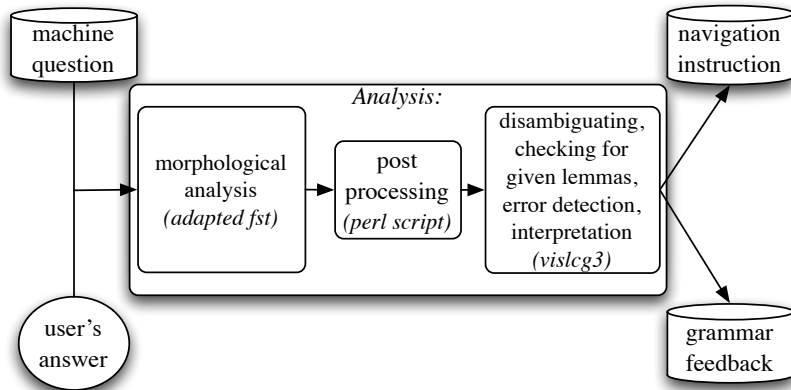 machine
question
navigation
instruction
Analysis:
morphological
analysis
(adapted fst)
post
processing
(perl script)
disambiguating,
checking for
given lemmas,
error detection,
interpretation
(vislcg3)
user's
answer
grammar
feedback